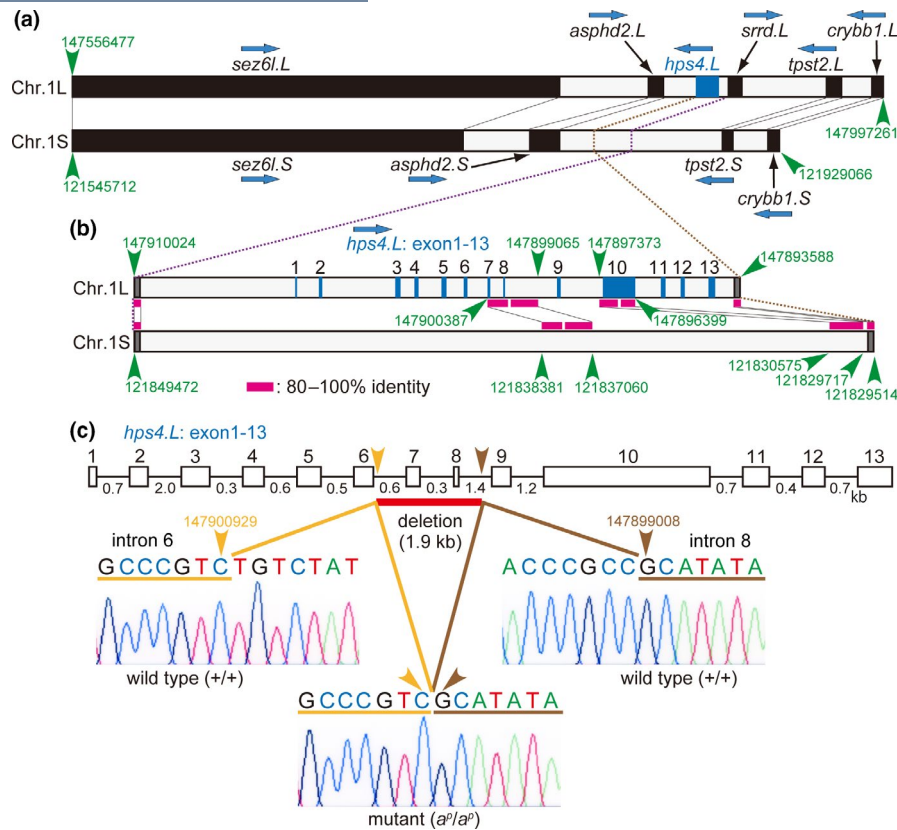 (a)
147556477
asphd2.L
srrd.L
crybb1.L
sez6l.L
hps4.L
tpst2.L
Chr.1L
147997261
Chr.1S
121545712
sez6l.S
asphd2.S
tpst2.S
121929066
crybb1.S
(b)
147910024
hps4.L: exon1-13
147899065
147897373
147893588
1 2 3 4 5 6 7 8 9 10 11 12 13
Chr.1L
147900387
147896399
Chr.1S
121849472
: 80–100% identity
121838381
121837060
121830575
121829717
121829514
(c)
hps4.L: exon1-13
1 2 3 4 5 6 7 8 9 10 11 12 13
0.7 2.0 0.3 0.6 0.5 0.6 0.3 1.4 1.2 0.7 0.4 0.7
kb
deletion
(1.9 kb)
147900929
147899008
intron 6
intron 8
GCCCGTCTGTCTAT
ACCCGCCGCATATA
wild type (+/+)
wild type (+/+)
GCCCGTCGCATATA
mutant (aᵖ/aᵖ)